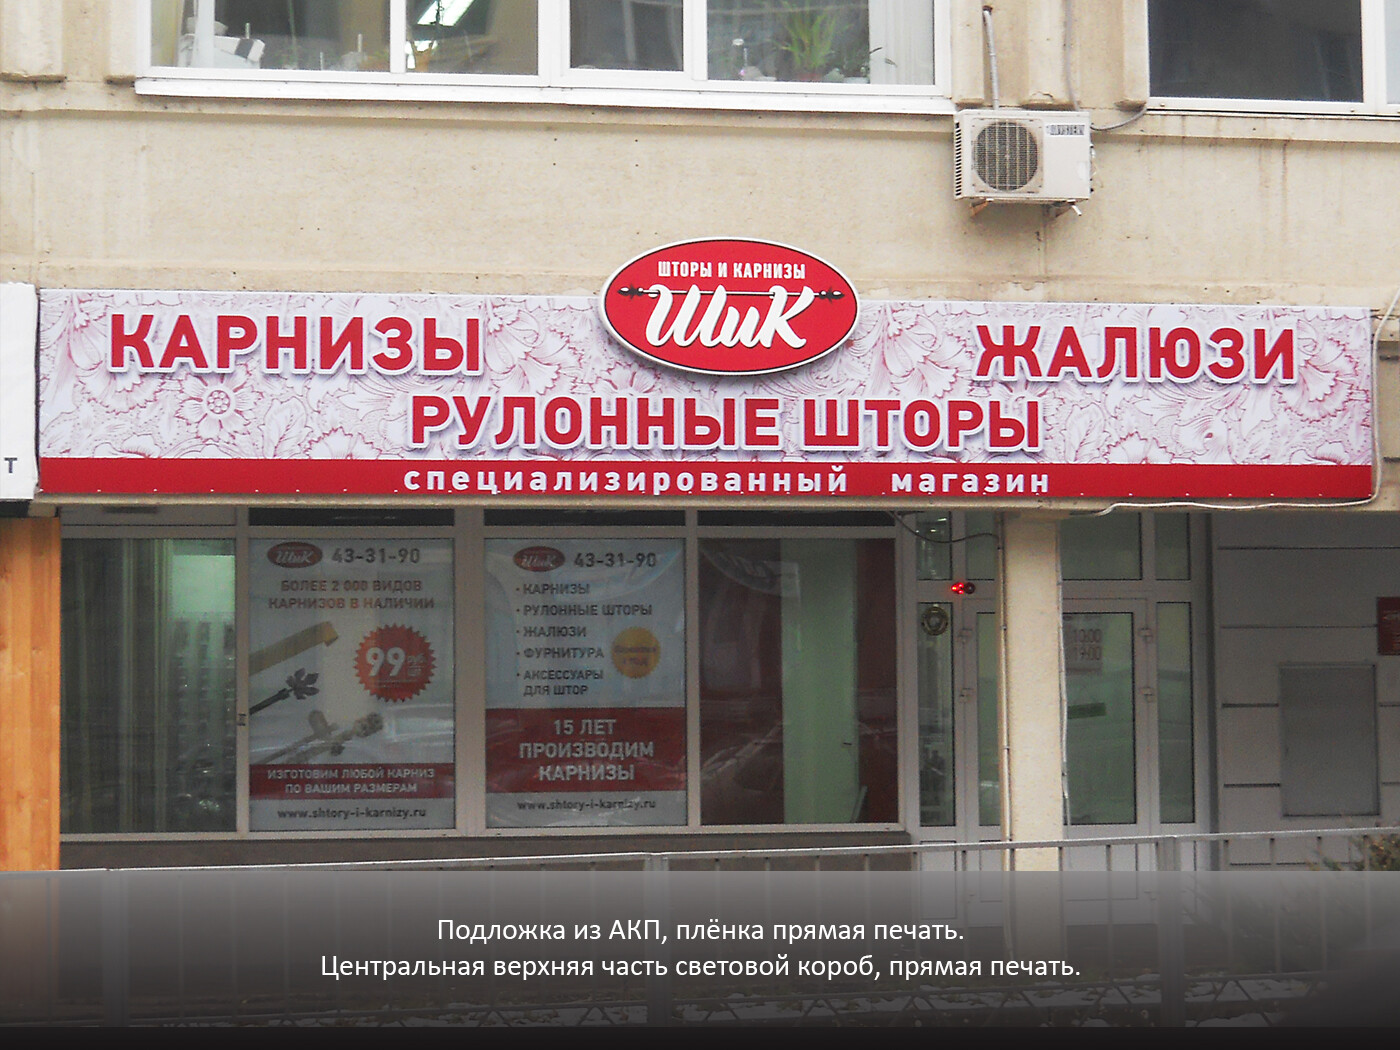 ШТОРЫ И КАРНИЗЫ
ШиК
КАРНИЗЫ
ЖАЛЮЗИ
РУЛОННЫЕ ШТОРЫ
специализированный магазин
Т
ШиК 43-31-90
БОЛЕЕ 2 000 ВИДОВ
КАРНИЗОВ В НАЛИЧИИ
99 руб
шт
ИЗГОТОВИМ ЛЮБОЙ КАРНИЗ
ПО ВАШИМ РАЗМЕРАМ
www.shtory-i-karnizy.ru
ШиК 43-31-90
• КАРНИЗЫ
• РУЛОННЫЕ ШТОРЫ
• ЖАЛЮЗИ
• ФУРНИТУРА
• АКСЕССУАРЫ
ДЛЯ ШТОР
15 ЛЕТ
ПРОИЗВОДИМ
КАРНИЗЫ
www.shtory-i-karnizy.ru
Подложка из АКП, плёнка прямая печать.
Центральная верхняя часть световой короб, прямая печать.